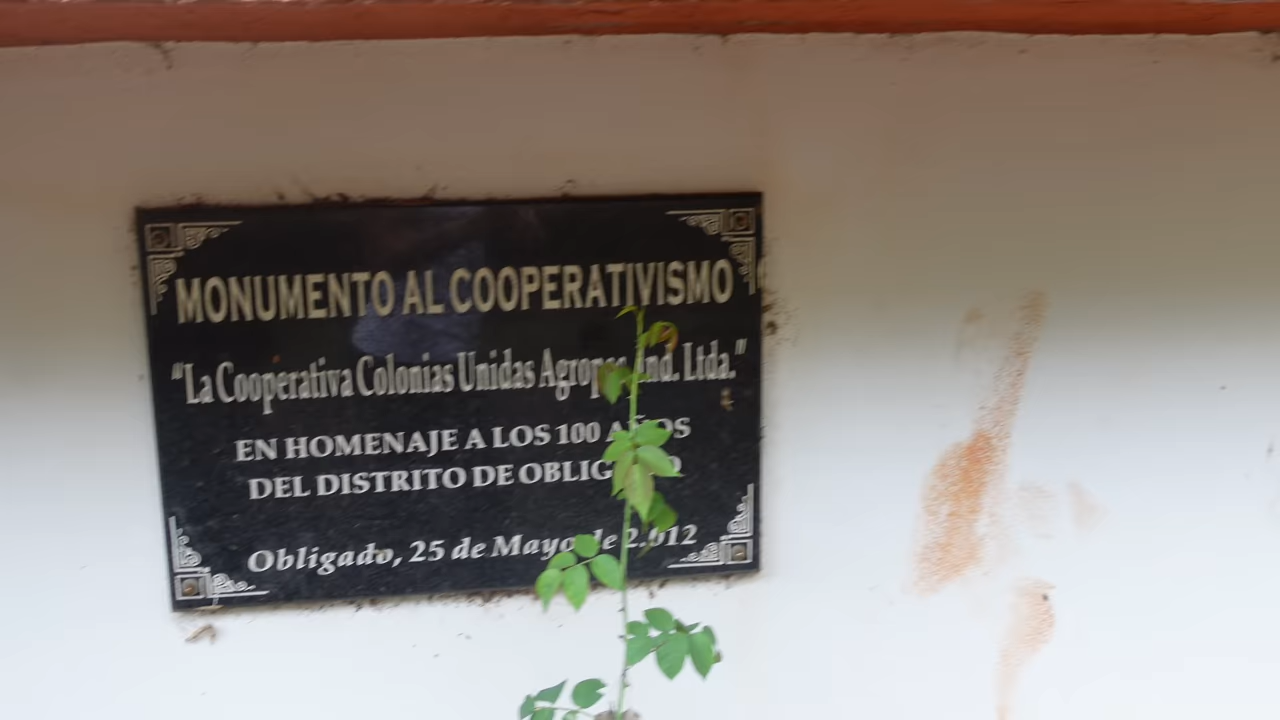 MONUMENTO AL COOPERATIVISMO
“La Cooperativa Colonias Unidas Agropec. Ind. Ltda.”
EN HOMENAJE A LOS 100 AÑOS
DEL DISTRITO DE OBLIGADO
Obligado, 25 de Mayo de 2.012